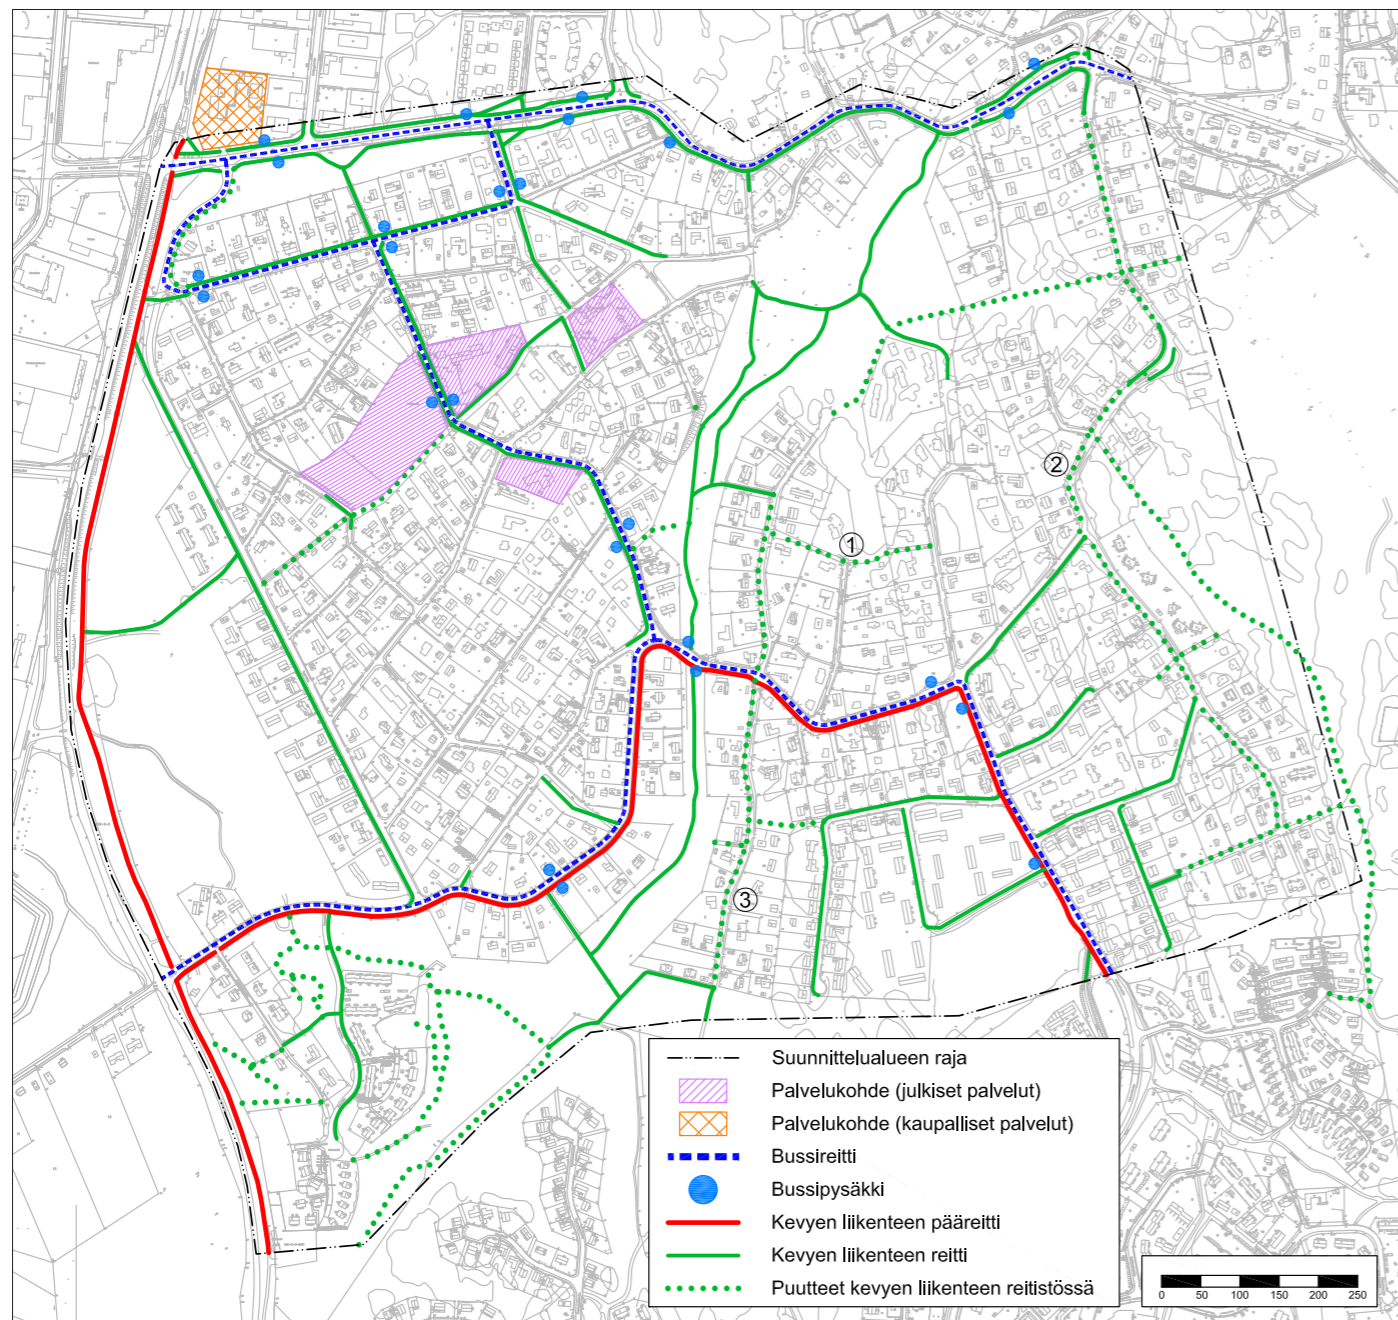 2
1
3
Suunnittelualueen raja
Palvelukohde (julkiset palvelut)
Palvelukohde (kaupalliset palvelut)
Bussireitti
Bussipysäkki
Kevyen liikenteen pääreitti
Kevyen liikenteen reitti
Puutteet kevyen liikenteen reitistössä
0 50 100 150 200 250